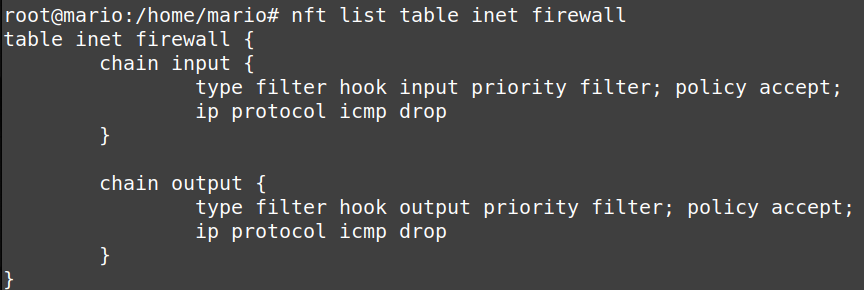 root@mario:/home/mario# nft list table inet firewall
table inet firewall {
        chain input {
                type filter hook input priority filter; policy accept;
                ip protocol icmp drop
        }

        chain output {
                type filter hook output priority filter; policy accept;
                ip protocol icmp drop
        }
}